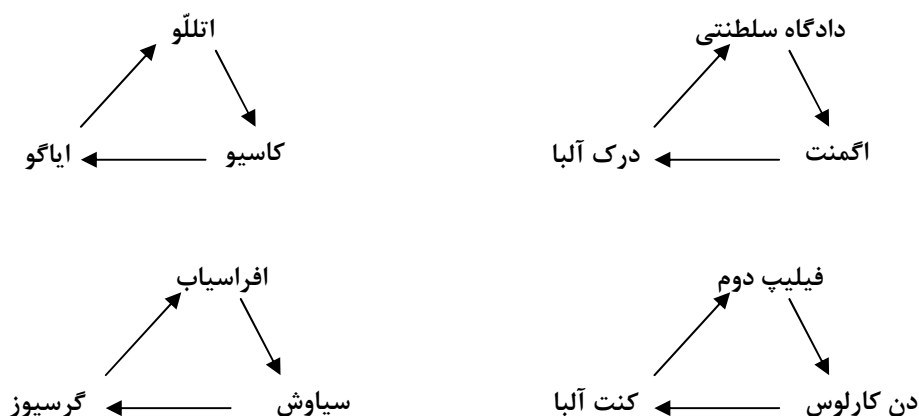 دادگاه سلطنتی
اتللّو
اگمنت
درک آلبا
کاسیو
ایاگو
فیلیپ دوم
افراسیاب
دن کارلوس
کنت آلبا
سیاوش
گرسیوز